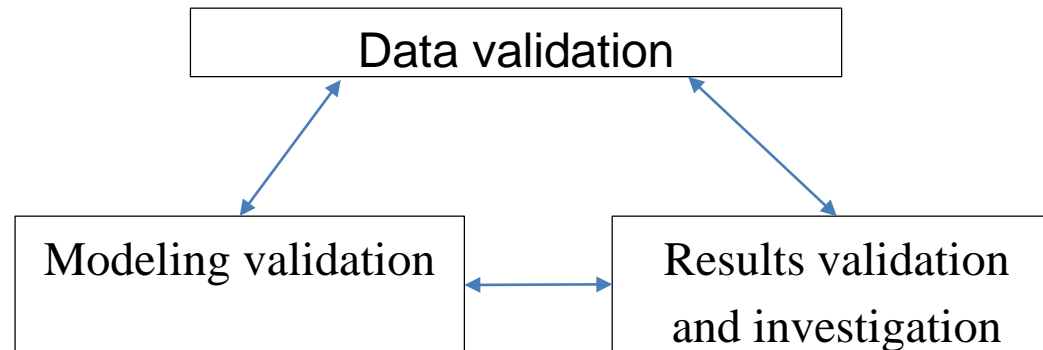 Data validation
Modeling validation
Results validation
and investigation